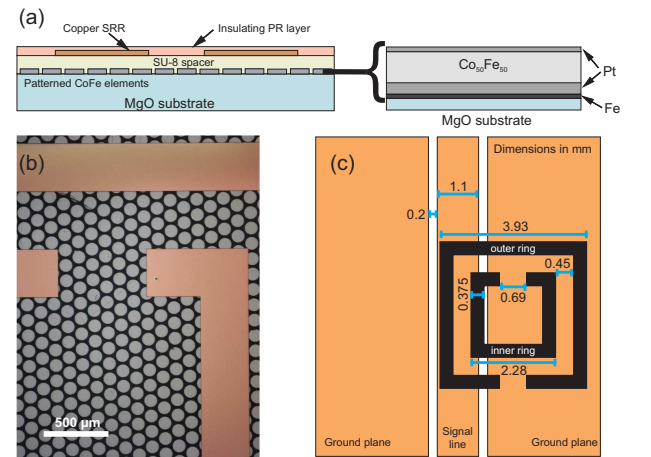 (a)
Copper SRR
Insulating PR layer
SU-8 spacer
Patterned CoFe elements
MgO substrate
Co50Fe50
Pt
Fe
MgO substrate
(b)
500 µm
(c)
Dimensions in mm
1.1
0.2
3.93
outer ring
0.45
0.375
0.69
inner ring
2.28
Ground plane
Signal
line
Ground plane